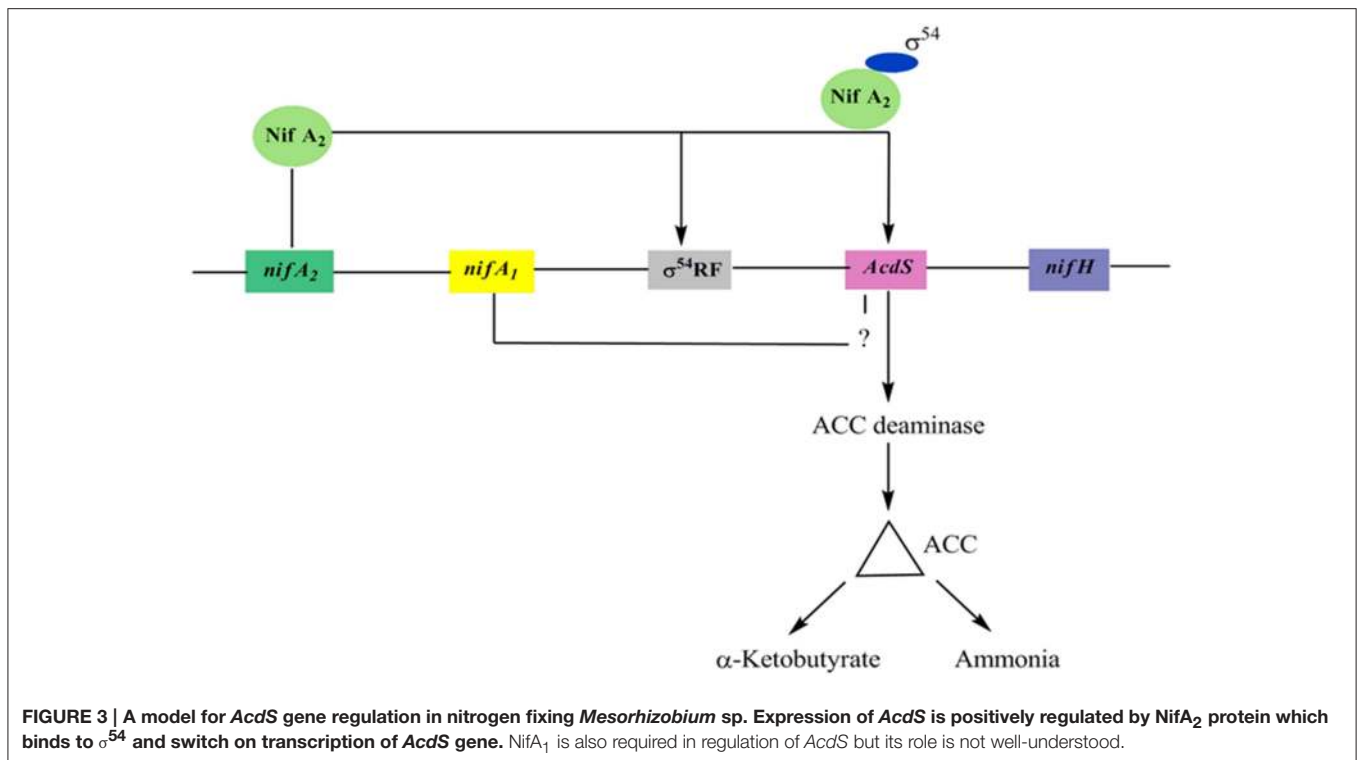 σ⁵⁴
Nif A₂
Nif A₂
nifA₂ nifA₁ σ⁵⁴RF AcdS nifH
?
ACC deaminase
ACC
α-Ketobutyrate Ammonia
FIGURE 3 | A model for AcdS gene regulation in nitrogen fixing Mesorhizobium sp. Expression of AcdS is positively regulated by NifA₂ protein which
binds to σ⁵⁴ and switch on transcription of AcdS gene. NifA₁ is also required in regulation of AcdS but its role is not well-understood.